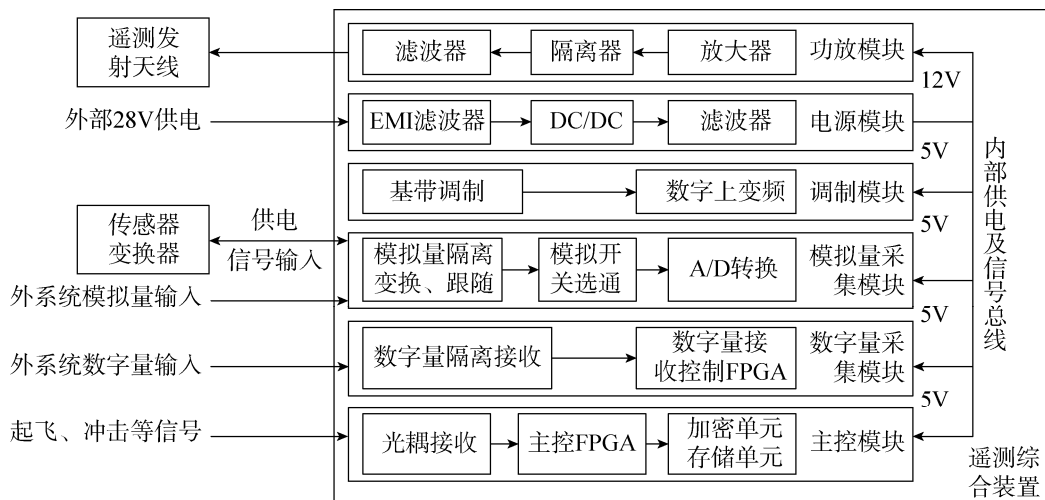 遥测发
射天线
滤波器
隔离器
放大器
功放模块
12V
外部28V供电
EMI滤波器
DC/DC
滤波器
电源模块
5V
基带调制
数字上变频
调制模块
5V
传感器
变换器
供电
信号输入
模拟量隔离
变换、跟随
模拟开
关选通
A/D转换
模拟量采
集模块
外系统模拟量输入
5V
外系统数字量输入
数字量隔离接收
数字量接
收控制FPGA
数字量采
集模块
5V
起飞、冲击等信号
光耦接收
主控FPGA
加密单元
存储单元
主控模块
内部供电及信号总线
遥测综
合装置